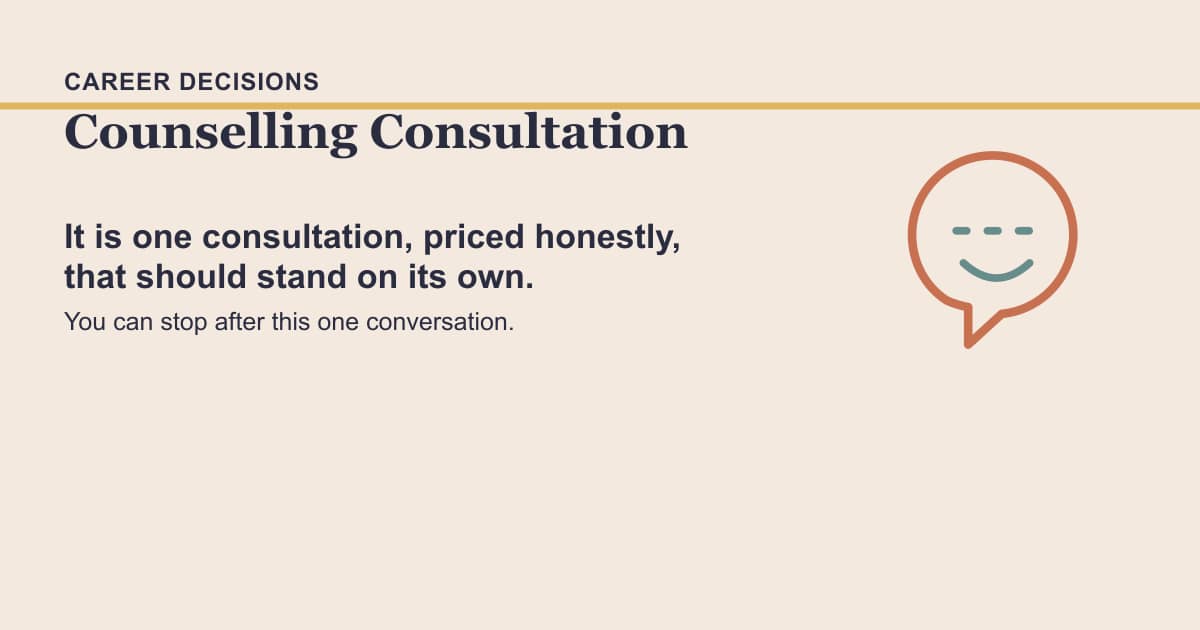 CAREER DECISIONS
Counselling Consultation
It is one consultation, priced honestly,
that should stand on its own.
You can stop after this one conversation.